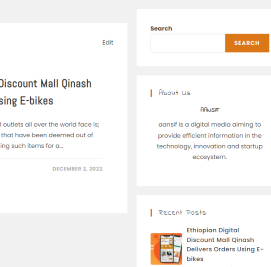 Edit
Discount Mall Qinash
sing E-bikes
l outlets all over the world face is;
that have been deemed out of
ing such items for a...
DECEMBER 2, 2022
Search
SEARCH
About Us
aansif is a digital media aiming to
provide efficient information in the
technology, innovation and startup
ecosystem.
Recent Posts
Ethiopian Digital
Discount Mall Qinash
Delivers Orders Using E-
bikes